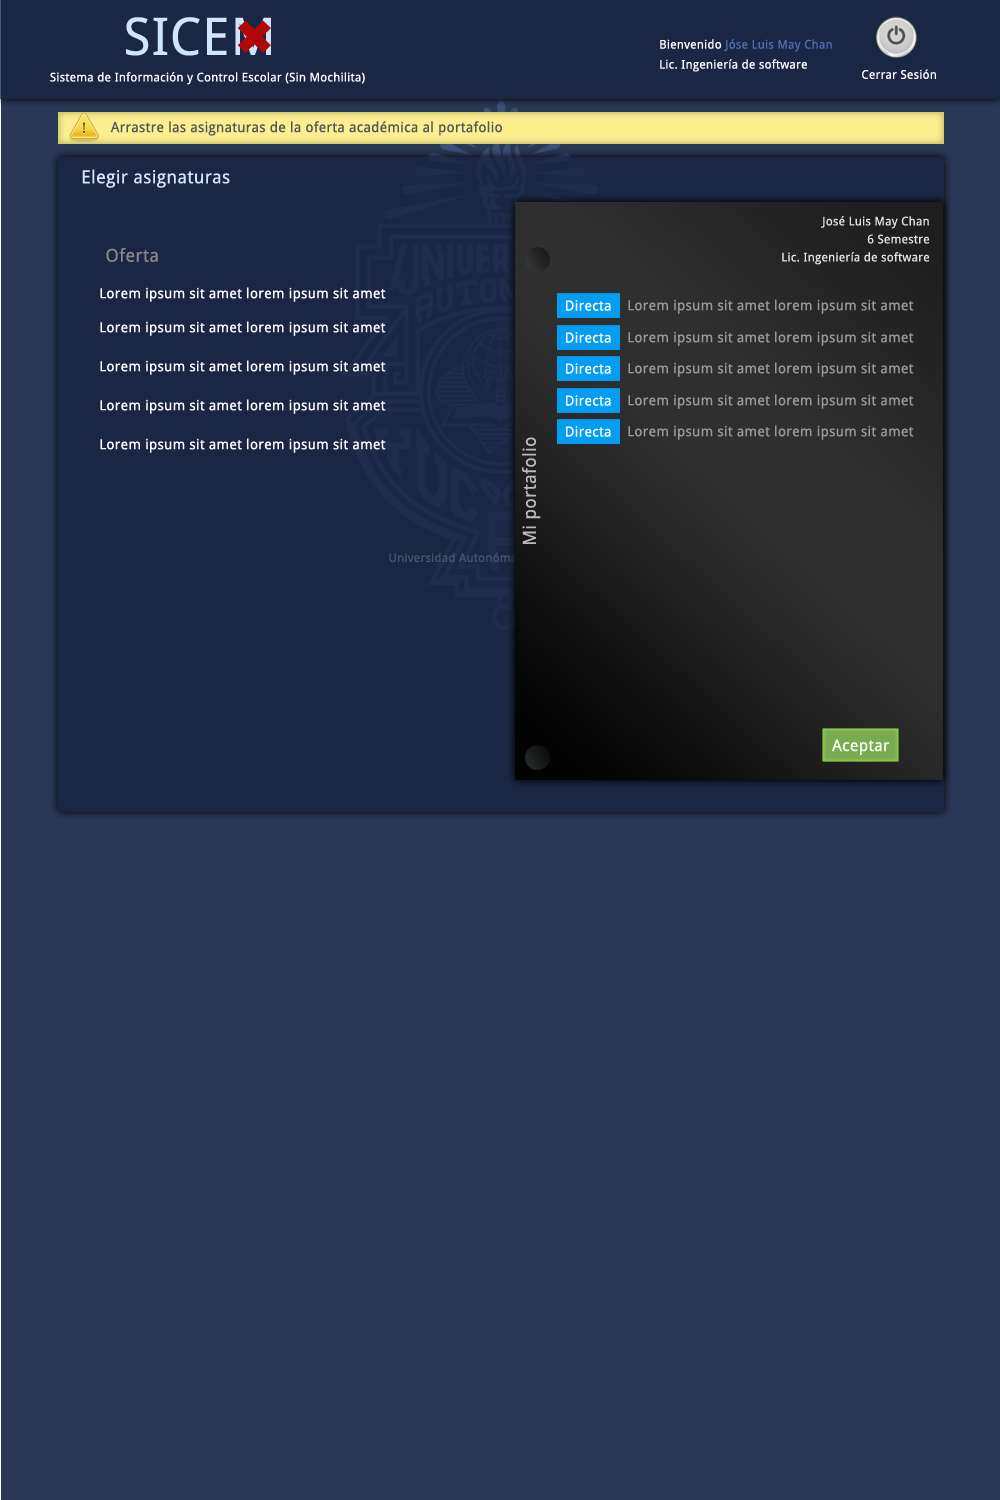 SICEM
Sistema de Información y Control Escolar (Sin Mochilita)
Bienvenido Jóse Luis May Chan
Lic. Ingeniería de software
Cerrar Sesión
Arrastre las asignaturas de la oferta académica al portafolio
Elegir asignaturas
Oferta
Lorem ipsum sit amet lorem ipsum sit amet
Lorem ipsum sit amet lorem ipsum sit amet
Lorem ipsum sit amet lorem ipsum sit amet
Lorem ipsum sit amet lorem ipsum sit amet
Lorem ipsum sit amet lorem ipsum sit amet
Universidad Autonóma
José Luis May Chan
6 Semestre
Lic. Ingeniería de software
Directa Lorem ipsum sit amet lorem ipsum sit amet
Directa Lorem ipsum sit amet lorem ipsum sit amet
Directa Lorem ipsum sit amet lorem ipsum sit amet
Directa Lorem ipsum sit amet lorem ipsum sit amet
Directa Lorem ipsum sit amet lorem ipsum sit amet
Mi portafolio
Aceptar